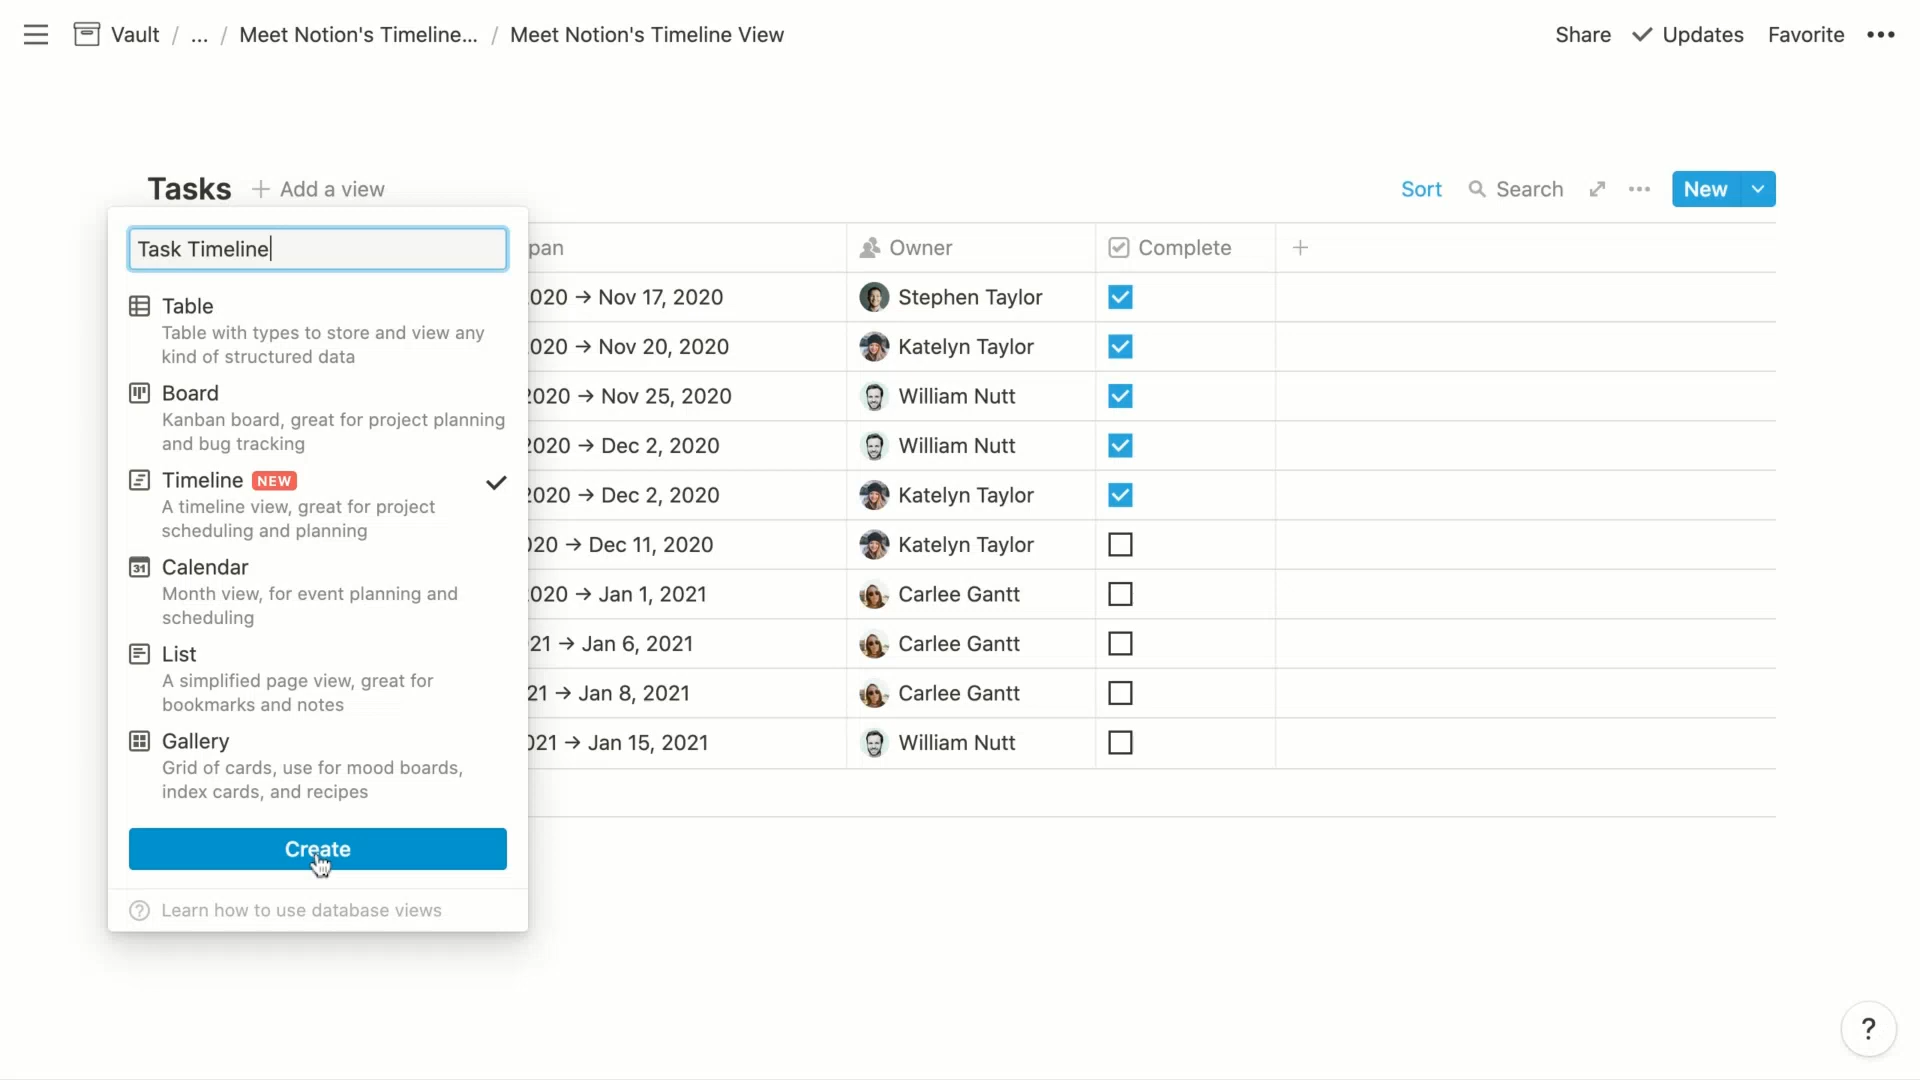 Vault / ... / Meet Notion's Timeline... / Meet Notion's Timeline View
Share Updates Favorite •••
Tasks + Add a view
Sort Search ••• New
Task Timeline
Table
Table with types to store and view any
kind of structured data
Board
Kanban board, great for project planning
and bug tracking
Timeline NEW
A timeline view, great for project
scheduling and planning
31 Calendar
Month view, for event planning and
scheduling
List
A simplified page view, great for
bookmarks and notes
Gallery
Grid of cards, use for mood boards,
index cards, and recipes
Create
? Learn how to use database views
pan Owner Complete +
020 → Nov 17, 2020 Stephen Taylor
020 → Nov 20, 2020 Katelyn Taylor
2020 → Nov 25, 2020 William Nutt
2020 → Dec 2, 2020 William Nutt
2020 → Dec 2, 2020 Katelyn Taylor
020 → Dec 11, 2020 Katelyn Taylor
020 → Jan 1, 2021 Carlee Gantt
21 → Jan 6, 2021 Carlee Gantt
21 → Jan 8, 2021 Carlee Gantt
021 → Jan 15, 2021 William Nutt
?